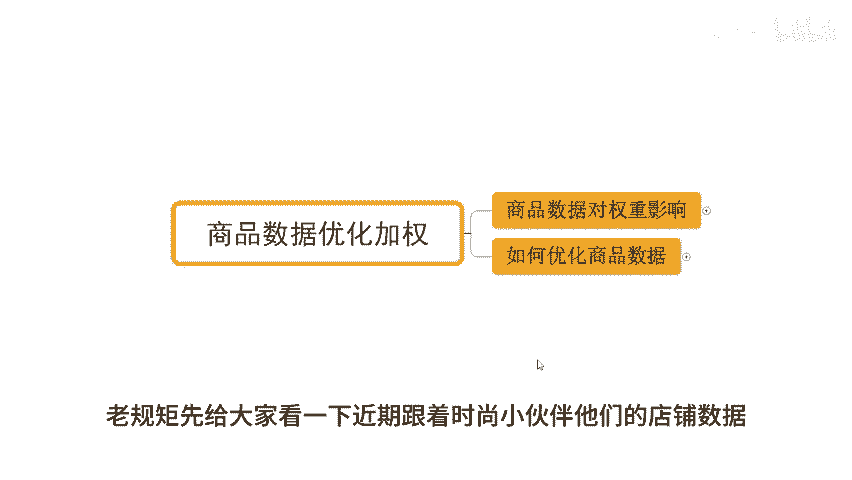 商品数据对权重影响
商品数据优化加权
如何优化商品数据
老规矩先给大家看一下近期跟着时尚小伙伴他们的店铺数据